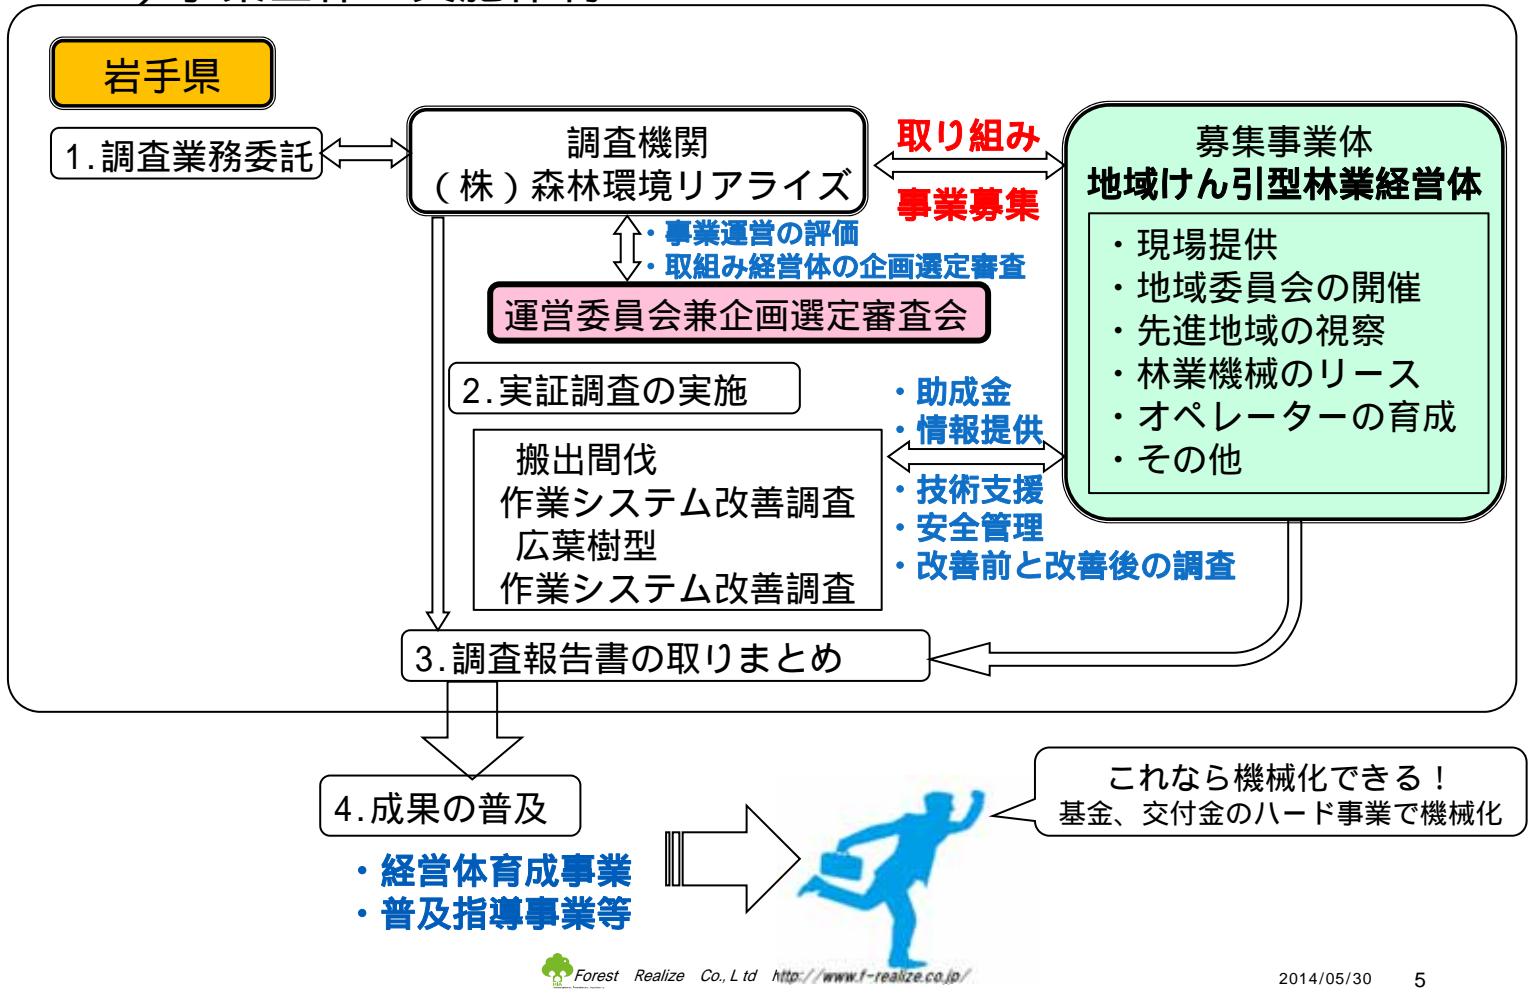 岩手県
1.調査業務委託
調査機関
(株)森林環境リアライズ
取り組み
事業募集
募集事業体
地域けん引型林業経営体
・現場提供
・地域委員会の開催
・先進地域の視察
・林業機械のリース
・オペレーターの育成
・その他
・事業運営の評価
・取組み経営体の企画選定審査
運営委員会兼企画選定審査会
2.実証調査の実施
搬出間伐
作業システム改善調査
広葉樹型
作業システム改善調査
・助成金
・情報提供
・技術支援
・安全管理
・改善前と改善後の調査
3.調査報告書の取りまとめ
4.成果の普及
・経営体育成事業
・普及指導事業等
これなら機械化できる!
基金、交付金のハード事業で機械化
Forest Realize Co., Ltd http://www.f-realize.co.jp/
2014/05/30 5